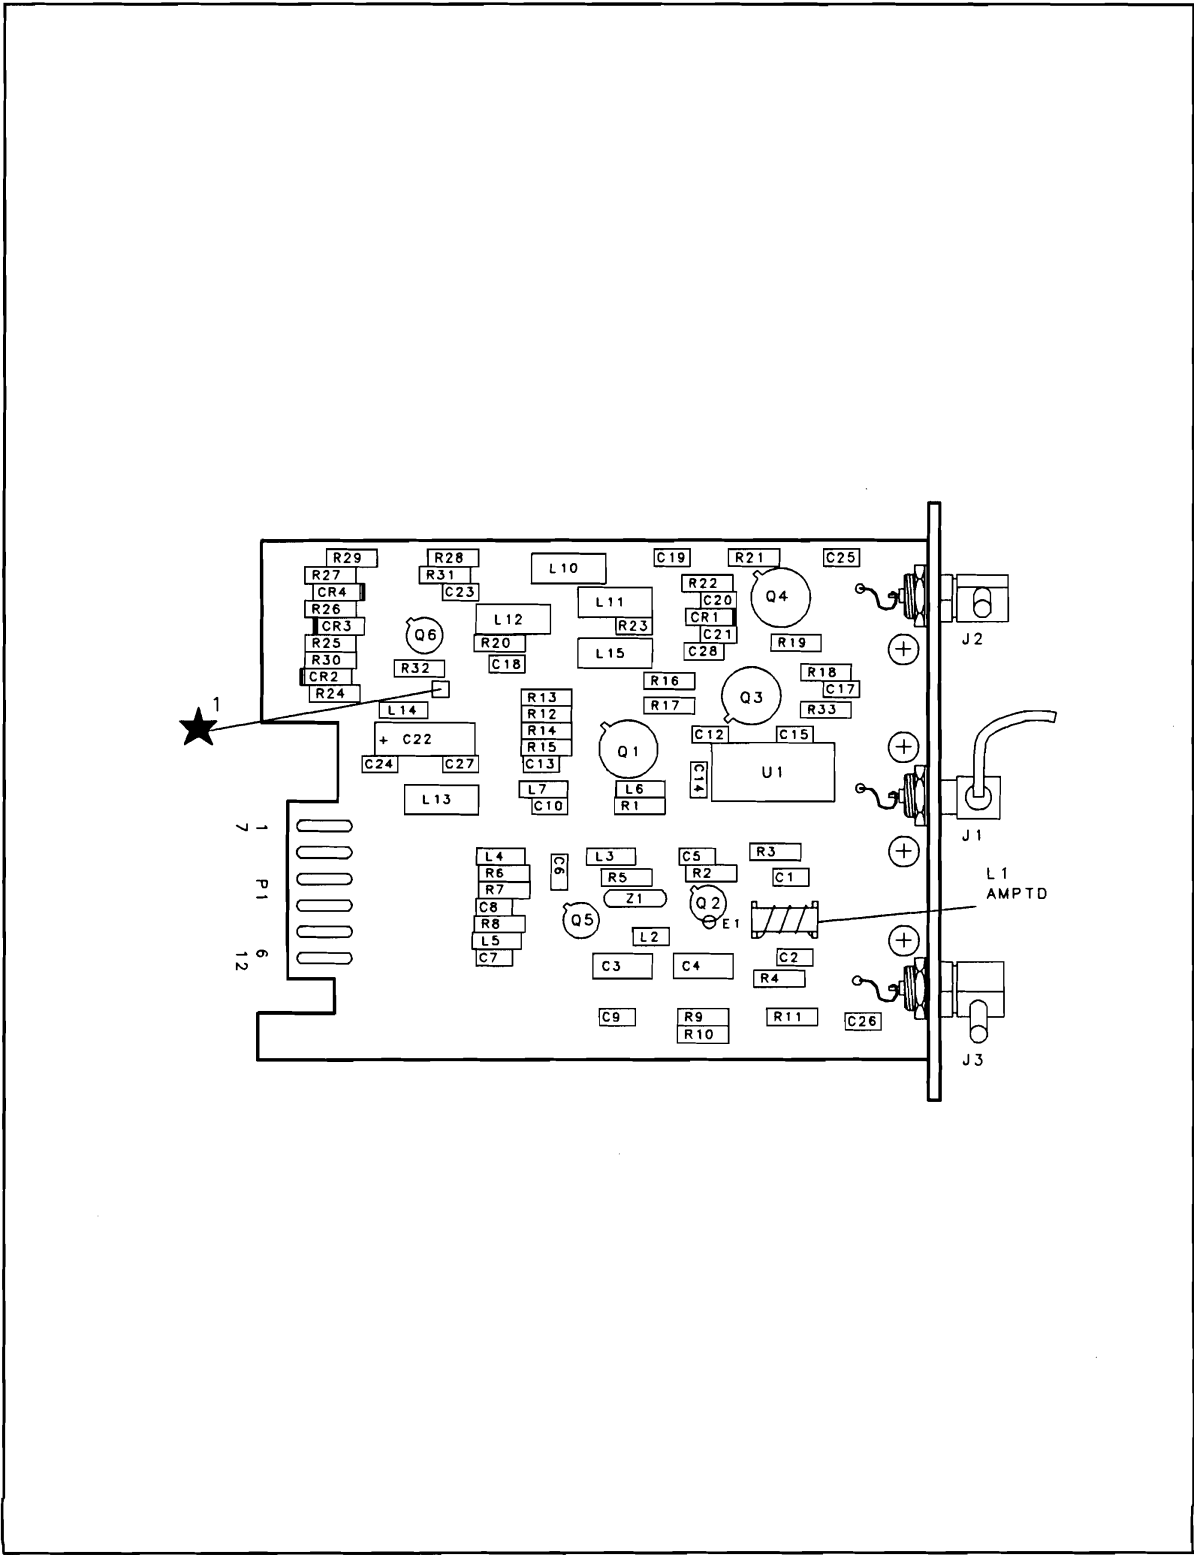 R29
R28
L10
C19
R21
C25
R27
R31
CR4
C23
R22
C20
Q4
R26
L11
CR3
L12
R23
CR1
Q6
C21
J2
R25
R20
L15
C28
R19
R30
C18
R32
CR2
R16
R18
R24
R13
Q3
C17
1
L14
R12
R17
R33
+ C22
R14
C12
C15
R15
Q1
C24
C27
C13
U1
C14
L13
L7
L6
C10
R1
1
7
J1
L4
C6
L3
C5
R3
L1
AMPTD
R6
R5
R2
C1
P1
R7
Z1
Q2
C8
Q5
E1
R8
L5
L2
6
12
C7
C3
C4
C2
R4
C9
R9
R11
C26
R10
J3